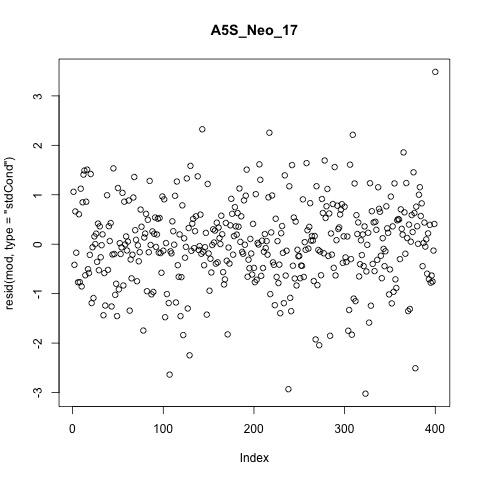 A5S_Neo_17
resid(mod, type = "stdCond")
3
2
1
0
-1
-2
-3
0 100 200 300 400
Index